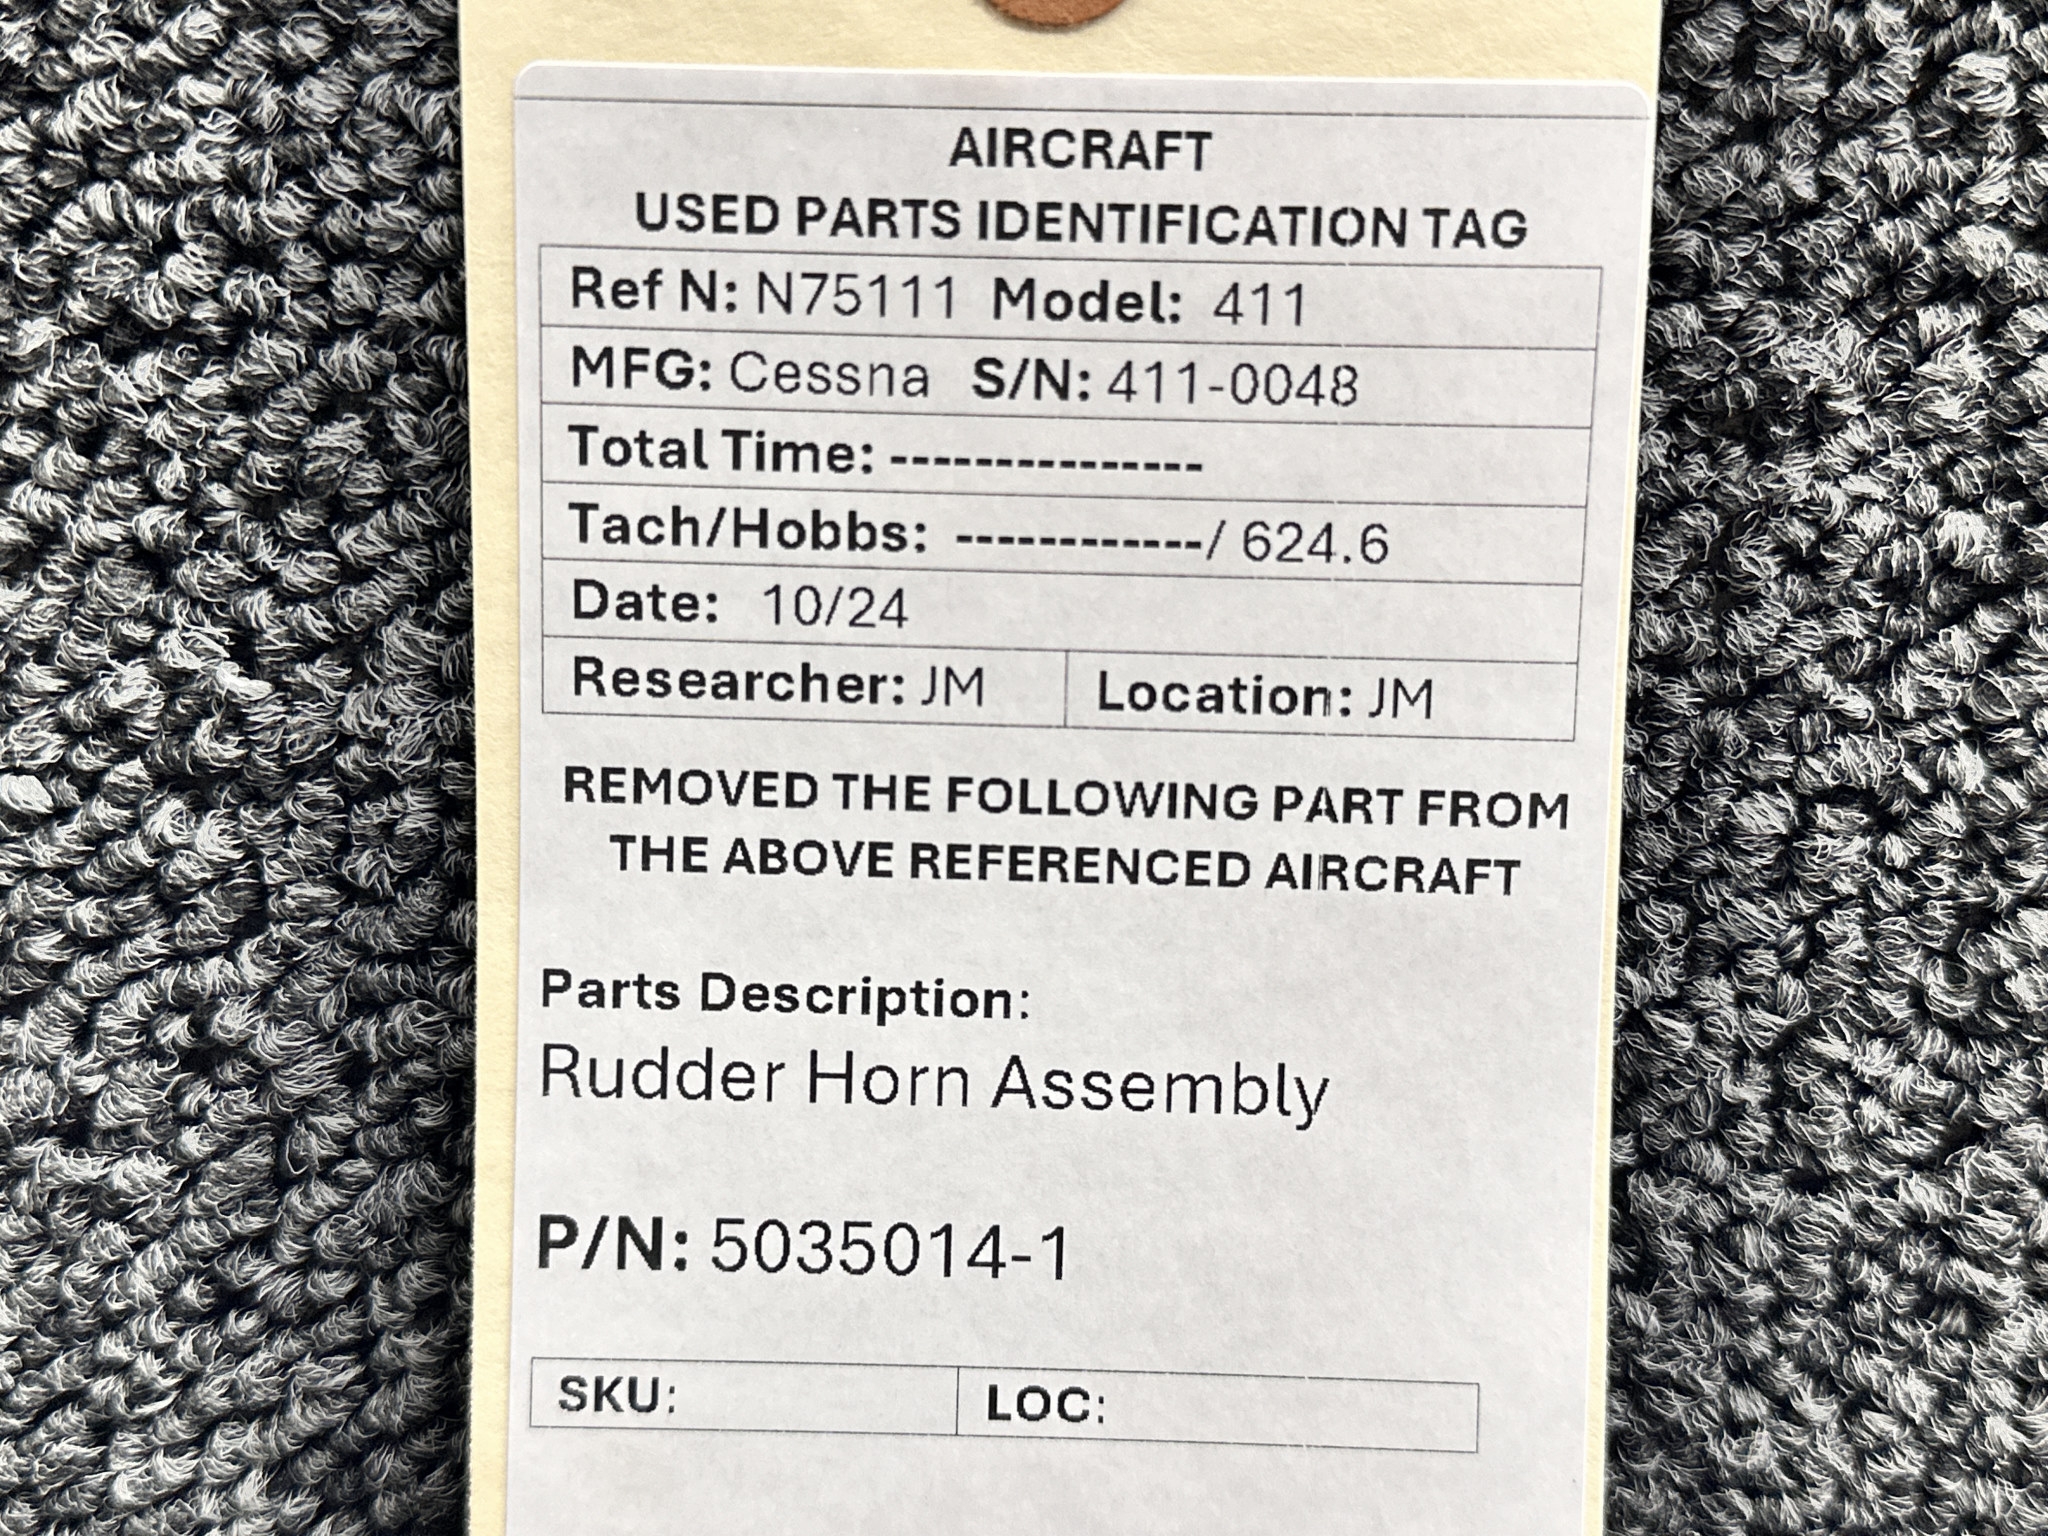 AIRCRAFT
USED PARTS IDENTIFICATION TAG
Ref N: N75111 Model: 411
MFG: Cessna S/N: 411-0048
Total Time: ---------------
Tach/Hobbs: ------------/ 624.6
Date: 10/24
Researcher: JM Location: JM
REMOVED THE FOLLOWING PART FROM
THE ABOVE REFERENCED AIRCRAFT
Parts Description:
Rudder Horn Assembly
P/N: 5035014-1
SKU: LOC: